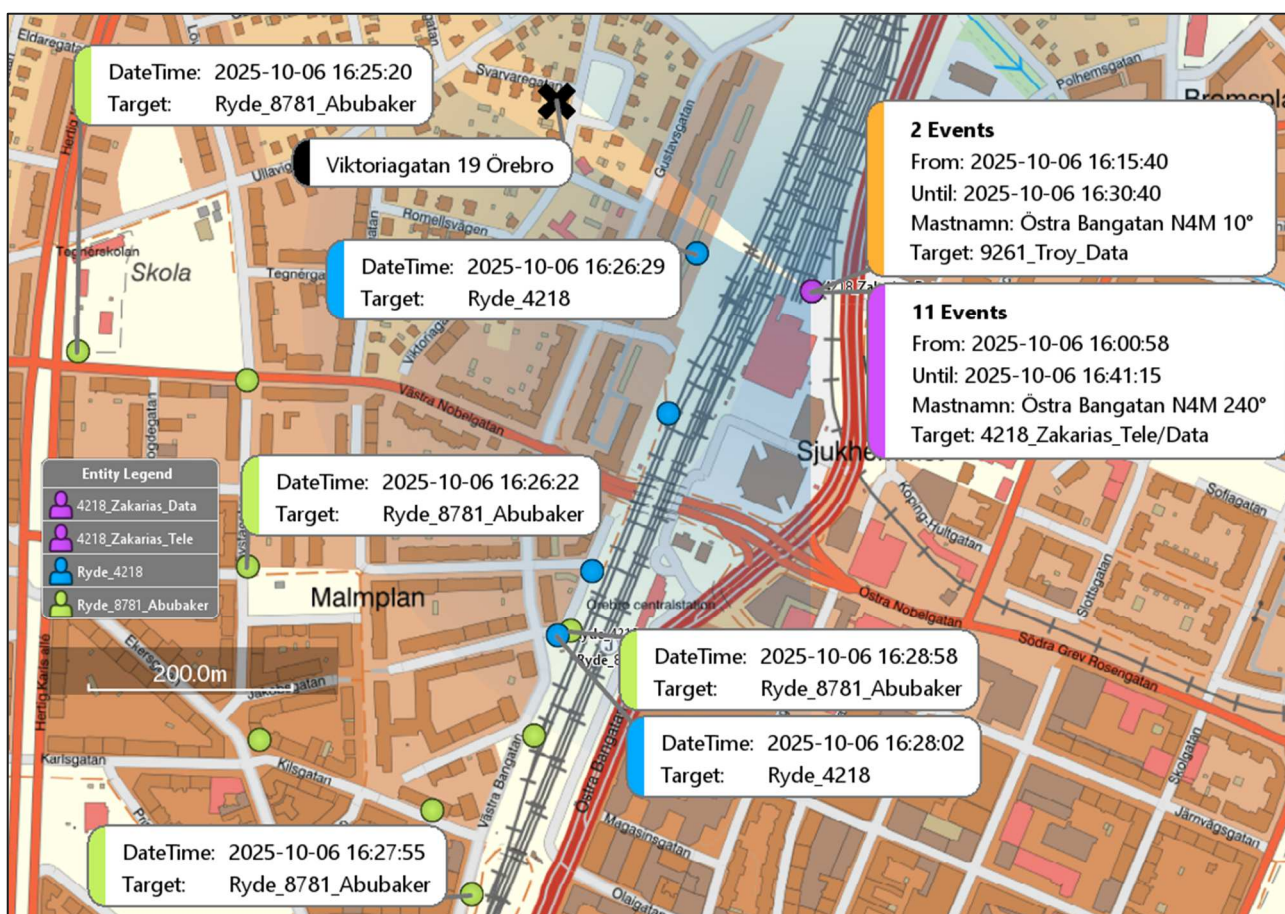 Eldaregatan
DateTime: 2025-10-06 16:25:20
Target: Ryde_8781_Abubaker
Svarvaregatan
Polhemsgatan
Hertig
Viktoriagatan 19 Örebro
Gustavsgatan
2 Events
From: 2025-10-06 16:15:40
Until: 2025-10-06 16:30:40
Mastnamn: Östra Bangatan N4M 10°
Target: 9261_Troy_Data
Romellsvägen
Tegnérskolan
Skola
DateTime: 2025-10-06 16:26:29
Target: Ryde_4218
11 Events
From: 2025-10-06 16:00:58
Until: 2025-10-06 16:41:15
Mastnamn: Östra Bangatan N4M 240°
Target: 4218_Zakarias_Tele/Data
Västra Nobelgatan
Entity Legend
4218_Zakarias_Data
4218_Zakarias_Tele
Ryde_4218
Ryde_8781_Abubaker
DateTime: 2025-10-06 16:26:22
Target: Ryde_8781_Abubaker
Sofiagatan
Slottsgatan
Malmplan
Örebro centralstation
Östra Nobelgatan
Södra Grev Rosengatan
200.0m
Jakobsgatan
Hertig Karls allé
DateTime: 2025-10-06 16:28:58
Target: Ryde_8781_Abubaker
DateTime: 2025-10-06 16:28:02
Target: Ryde_4218
Karlsgatan
Kilsgatan
Västra Bangatan
Östra Bangatan
Skolgatan
Järnvägsgatan
Magasinsgatan
DateTime: 2025-10-06 16:27:55
Target: Ryde_8781_Abubaker
Olaigatan